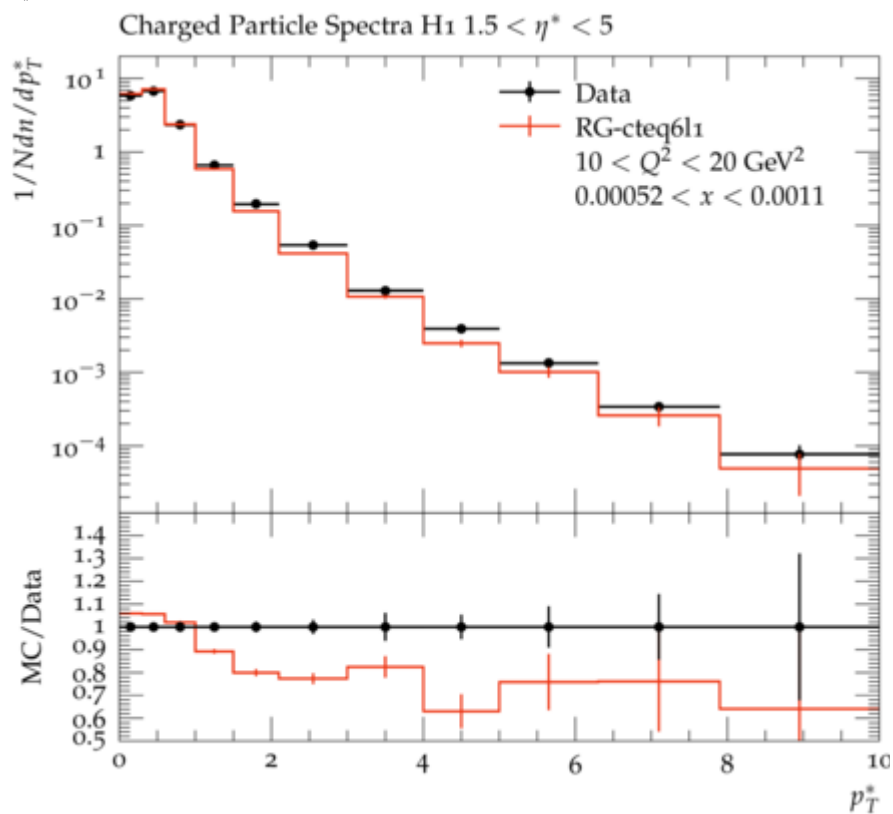 Charged Particle Spectra H1 1.5 < η* < 5
1/Ndn/dp*T
10¹
1
10⁻¹
10⁻²
10⁻³
10⁻⁴
Data
RG-cteq6l1
10 < Q² < 20 GeV²
0.00052 < x < 0.0011
MC/Data
1.4
1.3
1.2
1.1
1
0.9
0.8
0.7
0.6
0.5
0 2 4 6 8 10
p*T